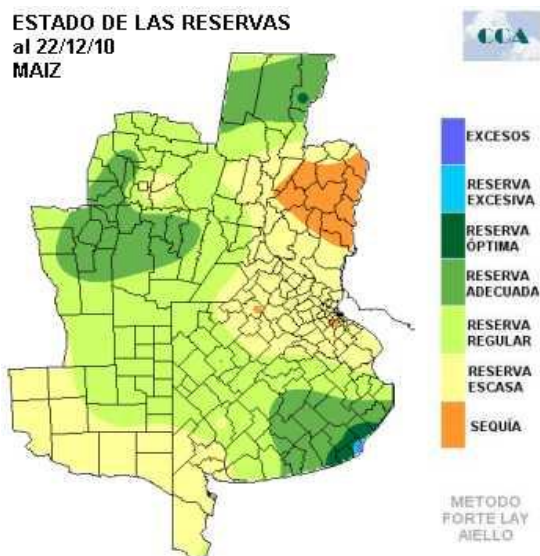 ESTADO DE LAS RESERVAS
al 22/12/10
MAIZ
CCA
EXCESOS
RESERVA
EXCESIVA
RESERVA
ÓPTIMA
RESERVA
ADECUADA
RESERVA
REGULAR
RESERVA
ESCASA
SEQUÍA
METODO
FORTE LAY
AIELLO